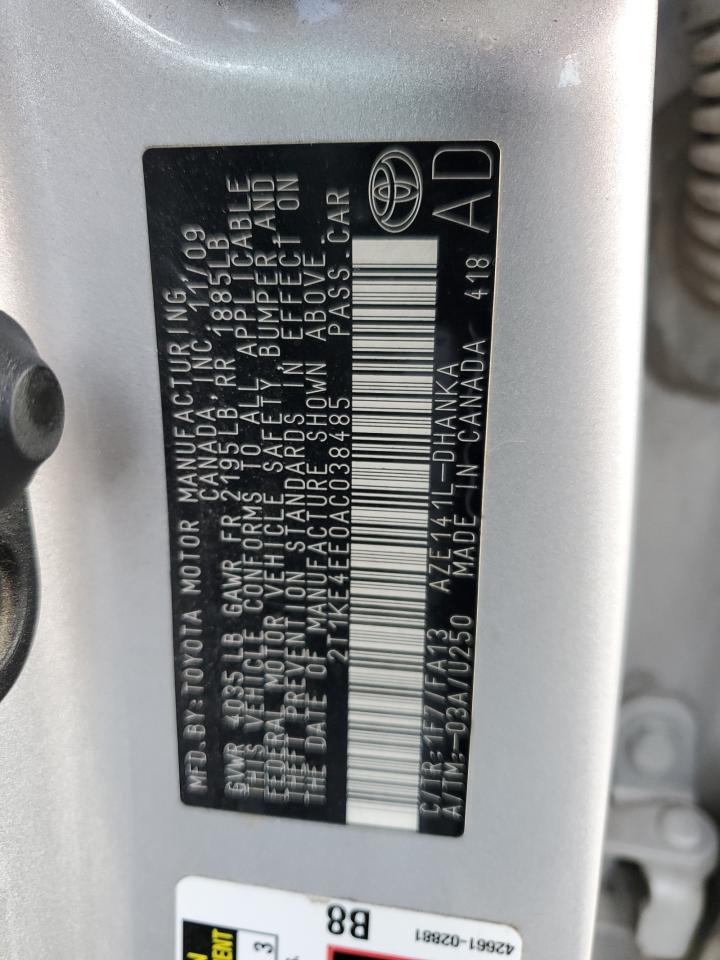 MFD.BY:TOYOTA MOTOR MANUFACTURING,
CANADA,INC 11/09
GVWR 4035LB GAWR FR 2195LB,RR 1885LB
THIS VEHICLE CONFORMS TO ALL APPLICABLE
FEDERAL MOTOR VEHICLE SAFETY, BUMPER,AND
THEFT PREVENTION STANDARDS IN EFFECT ON
THE DATE OF MANUFACTURE SHOWN ABOVE
2T1KE4EE0AC038485 PASS.CAR
C/TR:1F7/FA13 AZE141L-DHANKA
A/TM:-03A/U250 MADE IN CANADA 418
AD
B8
42661-02881
3